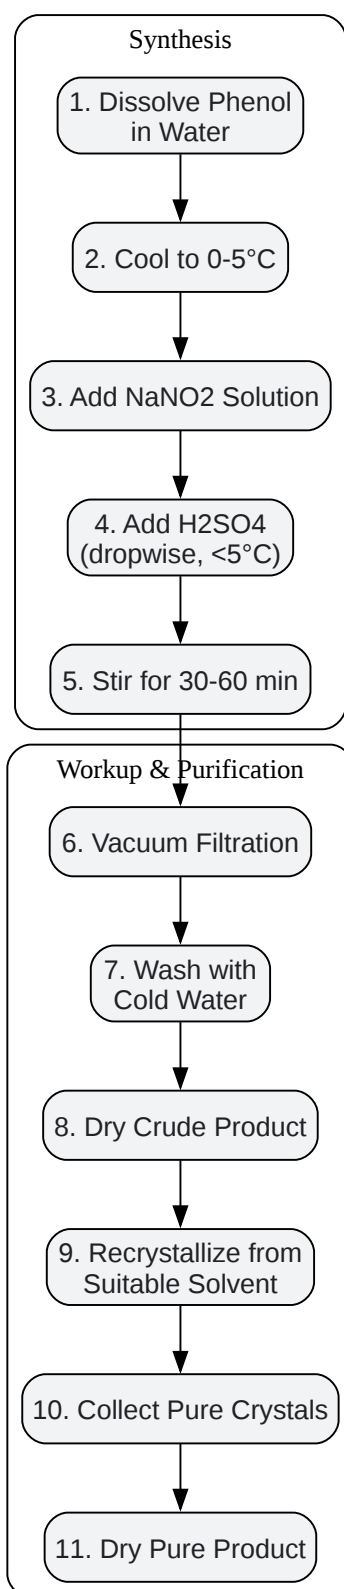 Synthesis
1. Dissolve Phenol
in Water
2. Cool to 0-5°C
3. Add NaNO2 Solution
4. Add H2SO4
(dropwise, <5°C)
5. Stir for 30-60 min
Workup & Purification
6. Vacuum Filtration
7. Wash with
Cold Water
8. Dry Crude Product
9. Recrystallize from
Suitable Solvent
10. Collect Pure Crystals
11. Dry Pure Product